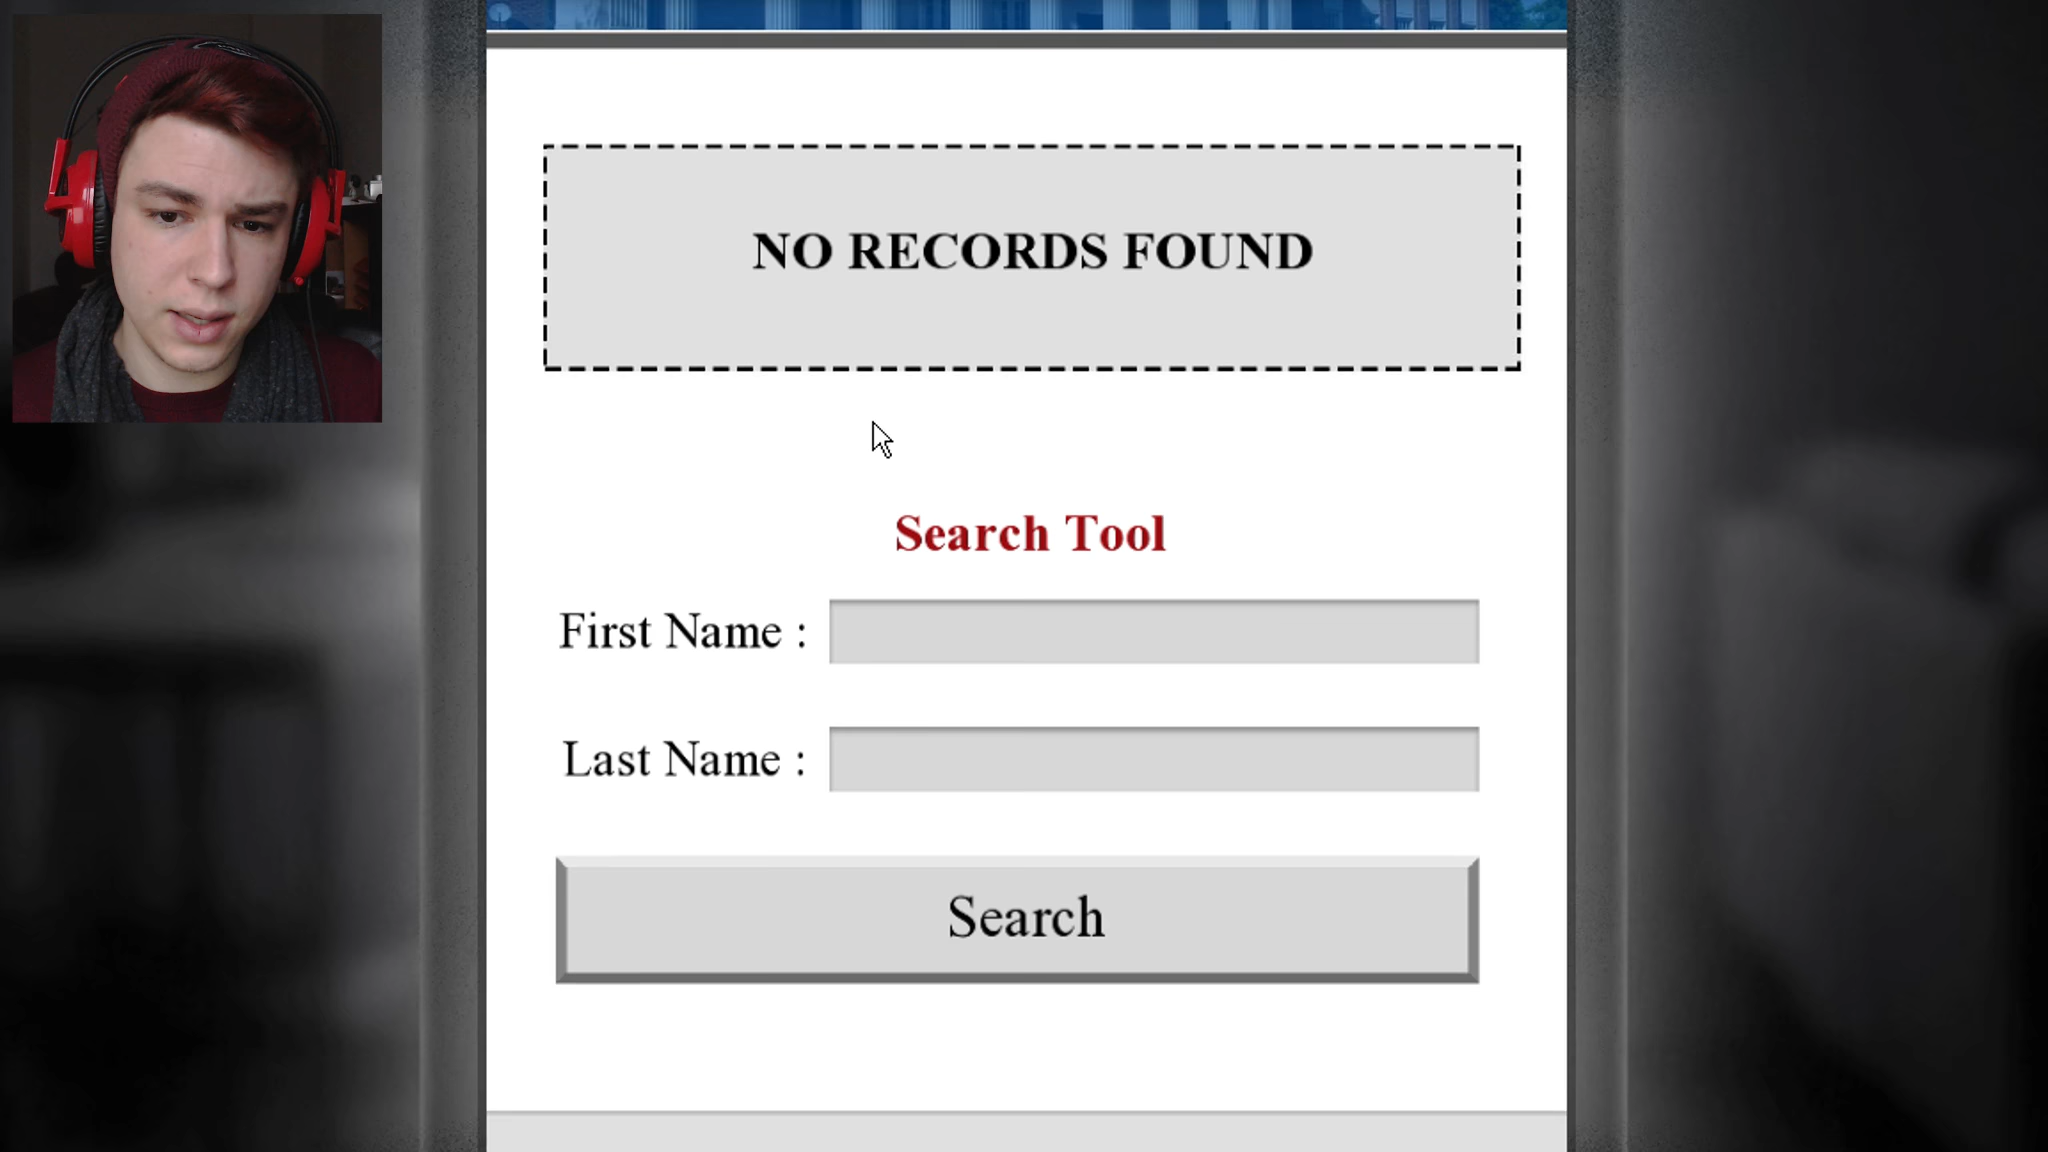 NO RECORDS FOUND
Search Tool
First Name :
Last Name :
Search